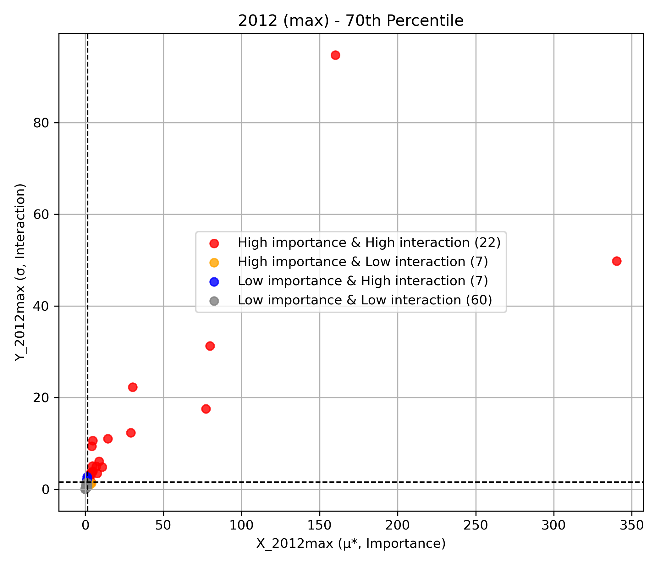 2012 (max) - 70th Percentile
Y_2012max (σ, Interaction)
80
60
40
20
0
High importance & High interaction (22)
High importance & Low interaction (7)
Low importance & High interaction (7)
Low importance & Low interaction (60)
0 50 100 150 200 250 300 350
X_2012max (μ*, Importance)